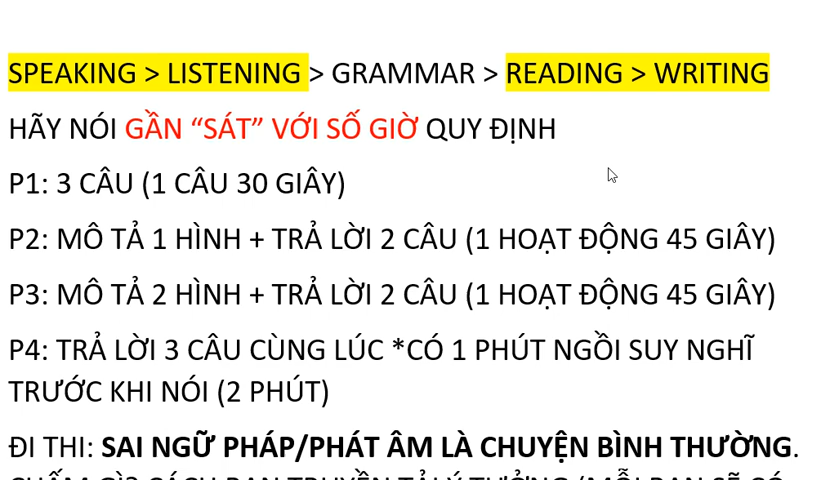 SPEAKING > LISTENING > GRAMMAR > READING > WRITING
HÃY NÓI GẦN “SÁT” VỚI SỐ GIỜ QUY ĐỊNH
P1: 3 CÂU (1 CÂU 30 GIÂY)
P2: MÔ TẢ 1 HÌNH + TRẢ LỜI 2 CÂU (1 HOẠT ĐỘNG 45 GIÂY)
P3: MÔ TẢ 2 HÌNH + TRẢ LỜI 2 CÂU (1 HOẠT ĐỘNG 45 GIÂY)
P4: TRẢ LỜI 3 CÂU CÙNG LÚC *CÓ 1 PHÚT NGỒI SUY NGHĨ
TRƯỚC KHI NÓI (2 PHÚT)
ĐI THI: SAI NGỮ PHÁP/PHÁT ÂM LÀ CHUYỆN BÌNH THƯỜNG.